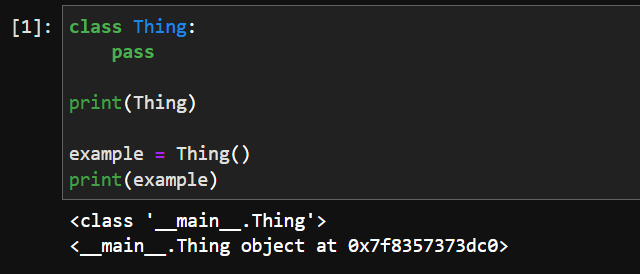 [1]: class Thing:
    pass
print(Thing)
example = Thing()
print(example)
<class '__main__.Thing'>
<__main__.Thing object at 0x7f8357373dc0>